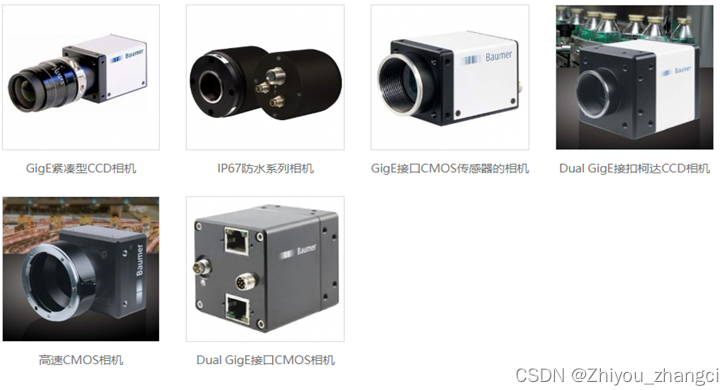 Baumer
Baumer
Baumer
GigE紧凑型CCD相机
IP67防水系列相机
GigE接口CMOS传感器的相机
Dual GigE接扣柯达CCD相机
Baumer
Baumer
高速CMOS相机
Dual GigE接口CMOS相机
CSDN @Zhiyou_zhangci